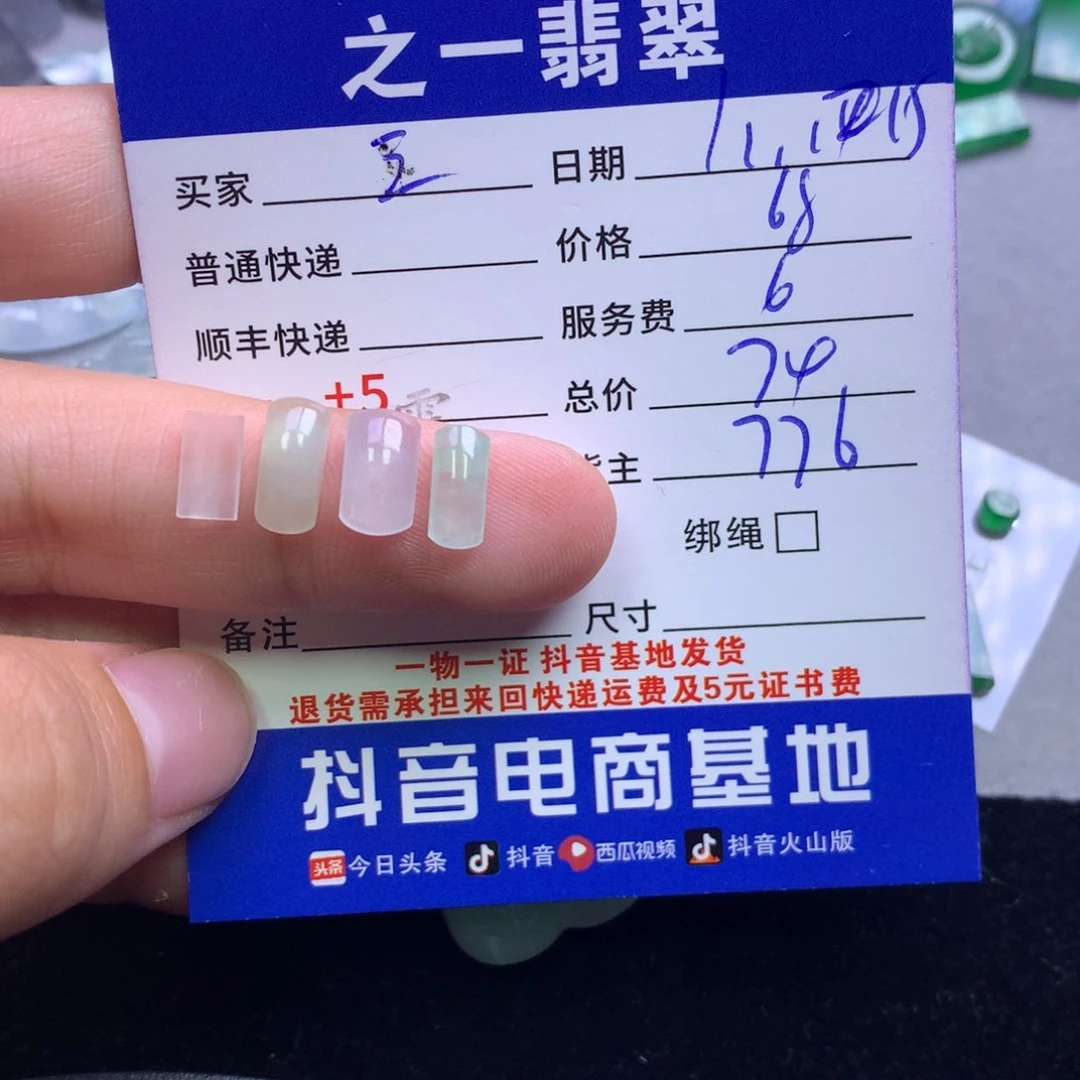 之一翡翠
买家 王 日期
普通快递 价格 68
顺丰快递 服务费 6
+5 总价 74
主 776
绑绳
备注 尺寸
一物一证 抖音基地发货
退货需承担来回快递运费及5元证书费
抖音电商基地
头条 今日头条 抖音 西瓜视频 抖音火山版